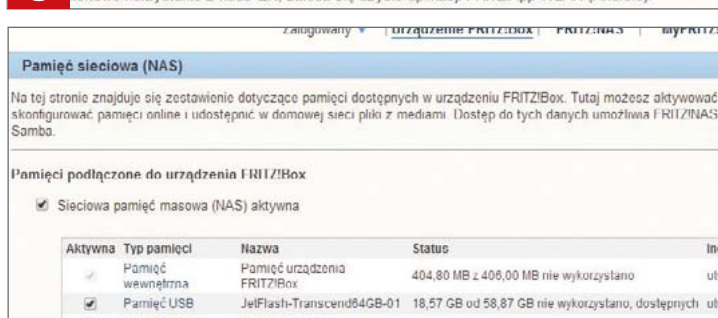 Zalogowany Urządzenie FRITZ!Box FRITZ!NAS
Pamięć sieciowa (NAS)
Na tej stronie znajduje się zestawienie dotyczące pamięci dostępnych w urządzeniu FRITZ!Box. Tutaj możesz aktywować
skonfigurować pamięci online i udostępnić w domowej sieci pliki z mediami. Dostęp do tych danych umożliwia FRITZ!NAS
Samba.
Pamięci podłączone do urządzenia FRITZ!Box
Sieciowa pamięć masowa (NAS) aktywna
Aktywna Typ pamięci Nazwa Status
Pamięć wewnętrzna Pamięć urządzenia FRITZ!Box 404,80 MB z 406,00 MB nie wykorzystano
Pamięć USB JetFlash-Transcend64GB-01 18,57 GB od 58,87 GB nie wykorzystano, dostępnych